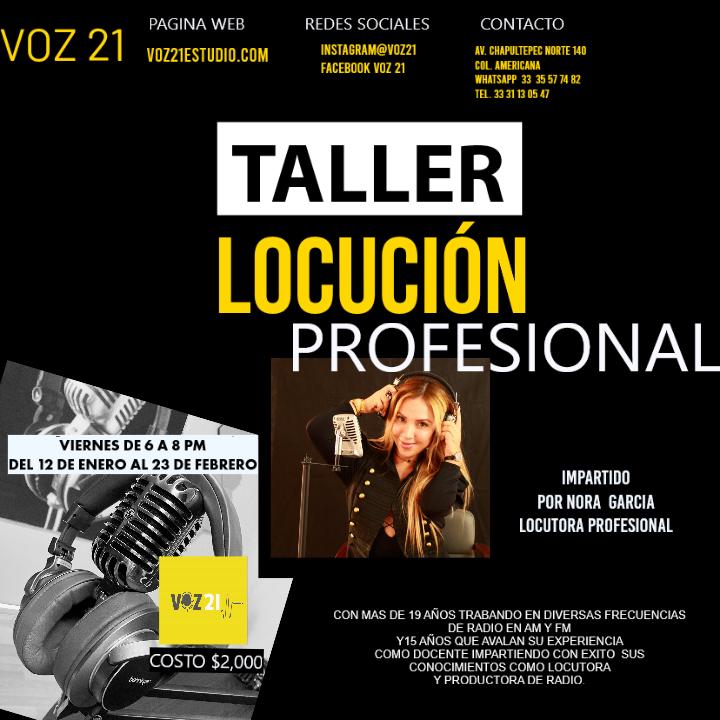 VOZ 21
PAGINA WEB
VOZ21ESTUDIO.COM
REDES SOCIALES
INSTAGRAM@VOZ21
FACEBOOK VOZ 21
CONTACTO
AV. CHAPULTEPEC NORTE 140
COL. AMERICANA
WHATSAPP 33 35 57 74 82
TEL. 33 31 13 05 47
TALLER
LOCUCIÓN
PROFESIONAL
VIERNES DE 6 A 8 PM
DEL 12 DE ENERO AL 23 DE FEBRERO
VOZ 21
COSTO $2,000
IMPARTIDO
POR NORA GARCIA
LOCUTORA PROFESIONAL
CON MAS DE 19 AÑOS TRABANDO EN DIVERSAS FRECUENCIAS
DE RADIO EN AM Y FM
Y15 AÑOS QUE AVALAN SU EXPERIENCIA
COMO DOCENTE IMPARTIENDO CON EXITO SUS
CONOCIMIENTOS COMO LOCUTORA
Y PRODUCTORA DE RADIO.